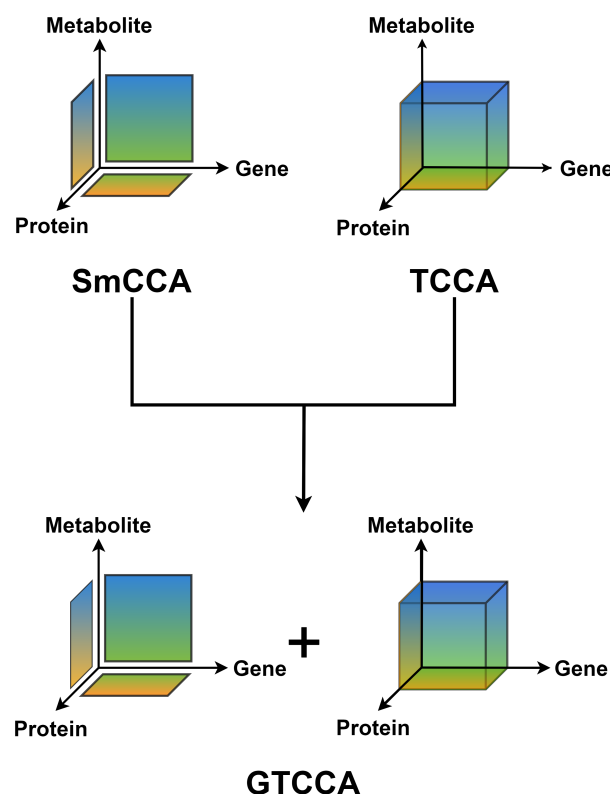 Metabolite
Metabolite
Gene
Gene
Protein
Protein
SmCCA
TCCA
Metabolite
Metabolite
+
Gene
Gene
Protein
Protein
GTCCA